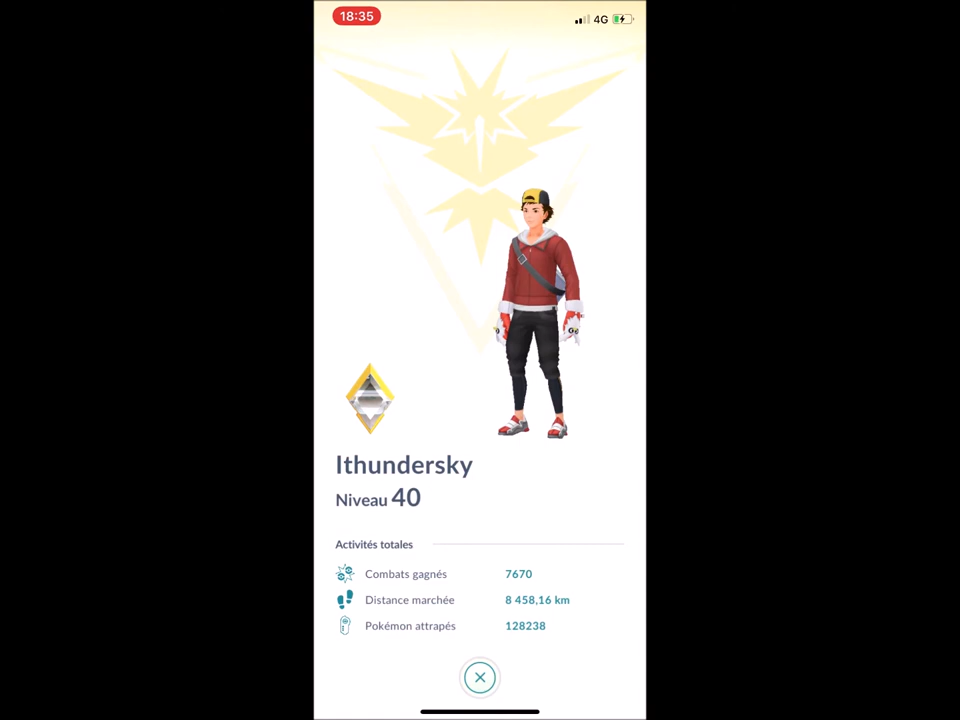 18:35
4G
Ithundersky
Niveau 40
Activités totales
Combats gagnés 7670
Distance marchée 8 458,16 km
Pokémon attrapés 128238